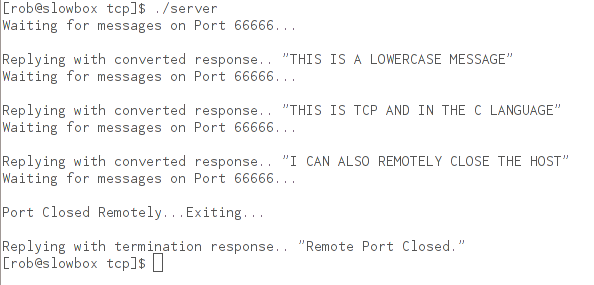 [rob@slowbox tcp]$ ./server
Waiting for messages on Port 66666...
Replying with converted response.. "THIS IS A LOWERCASE MESSAGE"
Waiting for messages on Port 66666...
Replying with converted response.. "THIS IS TCP AND IN THE C LANGUAGE"
Waiting for messages on Port 66666...
Replying with converted response.. "I CAN ALSO REMOTELY CLOSE THE HOST"
Waiting for messages on Port 66666...
Port Closed Remotely...Exiting...
Replying with termination response.. "Remote Port Closed."
[rob@slowbox tcp]$